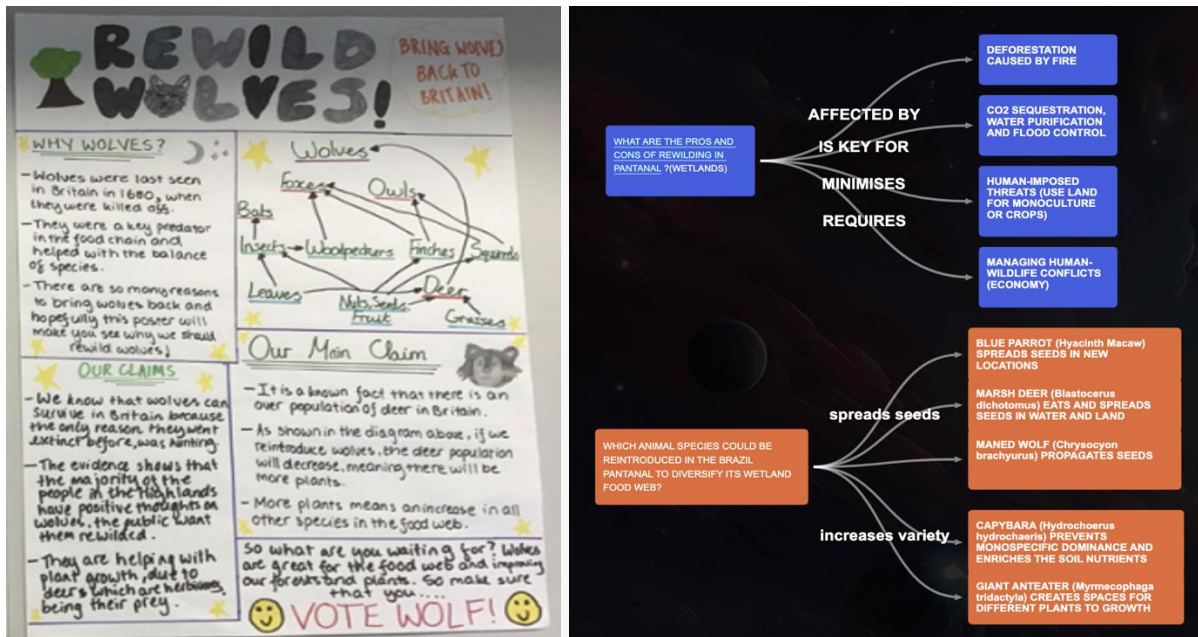 REWILD
WOLVES!
BRING WOLVES
BACK TO
BRITAIN!
WHY WOLVES?
- Wolves were last seen
in Britain in 1680, when
they were killed off.
- They were a key predator
in the food chain and
helped with the balance
of species.
- There are so many reasons
to bring wolves back and
hopefully this poster will
make you see why we should
rewild wolves!
Wolves
Foxes
Owls
Bats
Insects
Woodpeckers
Finches
Squirrels
Leaves
Nuts, Seeds
Fruit
Deer
Grasses
OUR CLAIMS
- We know that wolves can
survive in Britain because
the only reason they went
extinct before, was hunting.
- The evidence shows that
the majority of the
people in the Highlands
have positive thoughts on
wolves, the public want
them rewilded.
- They are helping with
plant growth, due to
deers which are herbivores,
being their prey.
Our Main Claim
- It is a known fact that there is an
over population of deer in Britain.
- As shown in the diagram above, if we
reintroduce wolves, the deer population
will decrease, meaning there will be
more plants.
- More plants means an increase in all
other species in the food web.
So what are you waiting for? Wolves
are great for the food web and improving
our forests and plants. So make sure
that you....
VOTE WOLF!
WHAT ARE THE PROS AND
CONS OF REWILDING IN
PANTANAL ?(WETLANDS)
AFFECTED BY
IS KEY FOR
MINIMISES
REQUIRES
DEFORESTATION
CAUSED BY FIRE
CO2 SEQUESTRATION,
WATER PURIFICATION
AND FLOOD CONTROL
HUMAN-IMPOSED
THREATS (USE LAND
FOR MONOCULTURE
OR CROPS)
MANAGING HUMAN-
WILDLIFE CONFLICTS
(ECONOMY)
WHICH ANIMAL SPECIES COULD BE
REINTRODUCED IN THE BRAZIL
PANTANAL TO DIVERSIFY ITS WETLAND
FOOD WEB?
spreads seeds
increases variety
BLUE PARROT (Hyacinth Macaw)
SPREADS SEEDS IN NEW
LOCATIONS
MARSH DEER (Blastocerus
dichotomus) EATS AND SPREADS
SEEDS IN WATER AND LAND
MANED WOLF (Chrysocyon
brachyurus) PROPAGATES SEEDS
CAPYBARA (Hydrochoerus
hydrochaeris) PREVENTS
MONOSPECIFIC DOMINANCE AND
ENRICHES THE SOIL NUTRIENTS
GIANT ANTEATER (Myrmecophaga
tridactyla) CREATES SPACES FOR
DIFFERENT PLANTS TO GROWTH